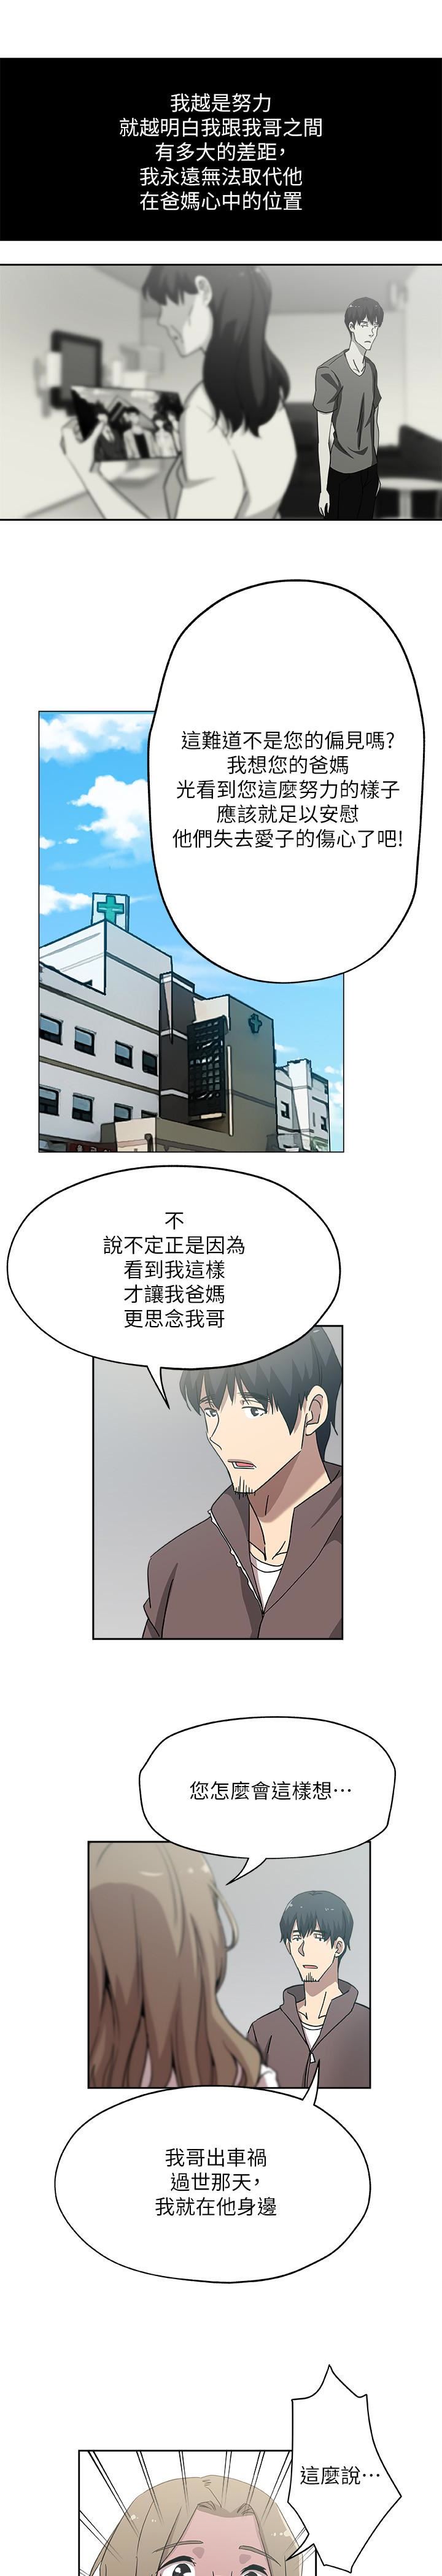 我越是努力
就越明白我跟我哥之間
有多大的差距，
我永遠無法取代他
在爸媽心中的位置
這難道不是您的偏見嗎?
我想您的爸媽
光看到您這麼努力的樣子
應該就足以安慰
他們失去愛子的傷心了吧!
不
說不定正是因為
看到我這樣
才讓我爸媽
更思念我哥
您怎麼會這樣想…
我哥出車禍
過世那天，
我就在他身邊
這麼說…